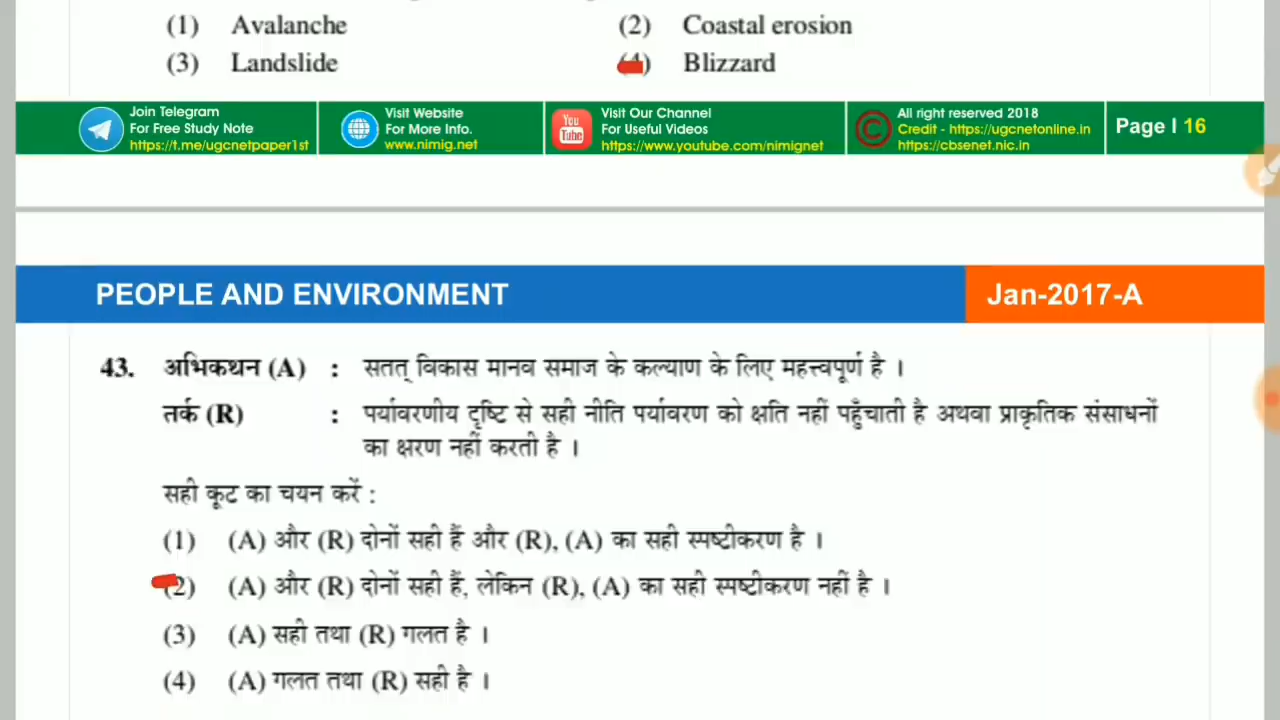 (1) Avalanche (2) Coastal erosion
(3) Landslide (4) Blizzard
Join Telegram
For Free Study Note
https://t.me/ugcnetpaper1st
Visit Website
For More Info.
www.nimig.net
You
Tube
Visit Our Channel
For Useful Videos
https://www.youtube.com/nimignet
C
All right reserved 2018
Credit - https://ugcnetonline.in
https://cbsenet.nic.in
Page I 16
PEOPLE AND ENVIRONMENT
Jan-2017-A
43. अभिकथन (A) : सतत् विकास मानव समाज के कल्याण के लिए महत्त्वपूर्ण है ।
तर्क (R) : पर्यावरणीय दृष्टि से सही नीति पर्यावरण को क्षति नहीं पहुँचाती है अथवा प्राकृतिक संसाधनों
का क्षरण नहीं करती है ।
सही कूट का चयन करें :
(1) (A) और (R) दोनों सही हैं और (R), (A) का सही स्पष्टीकरण है ।
(2) (A) और (R) दोनों सही हैं, लेकिन (R), (A) का सही स्पष्टीकरण नहीं है ।
(3) (A) सही तथा (R) गलत है ।
(4) (A) गलत तथा (R) सही है ।